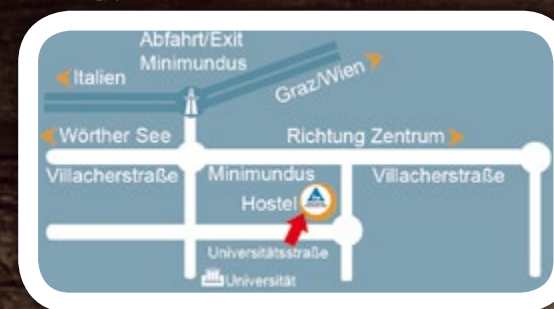 Abfahrt/Exit
Minimundus
Italien
Graz/Wien
Wörther See
Richtung Zentrum
Villacherstraße
Minimundus
Villacherstraße
Hostel
Universitätsstraße
Universität